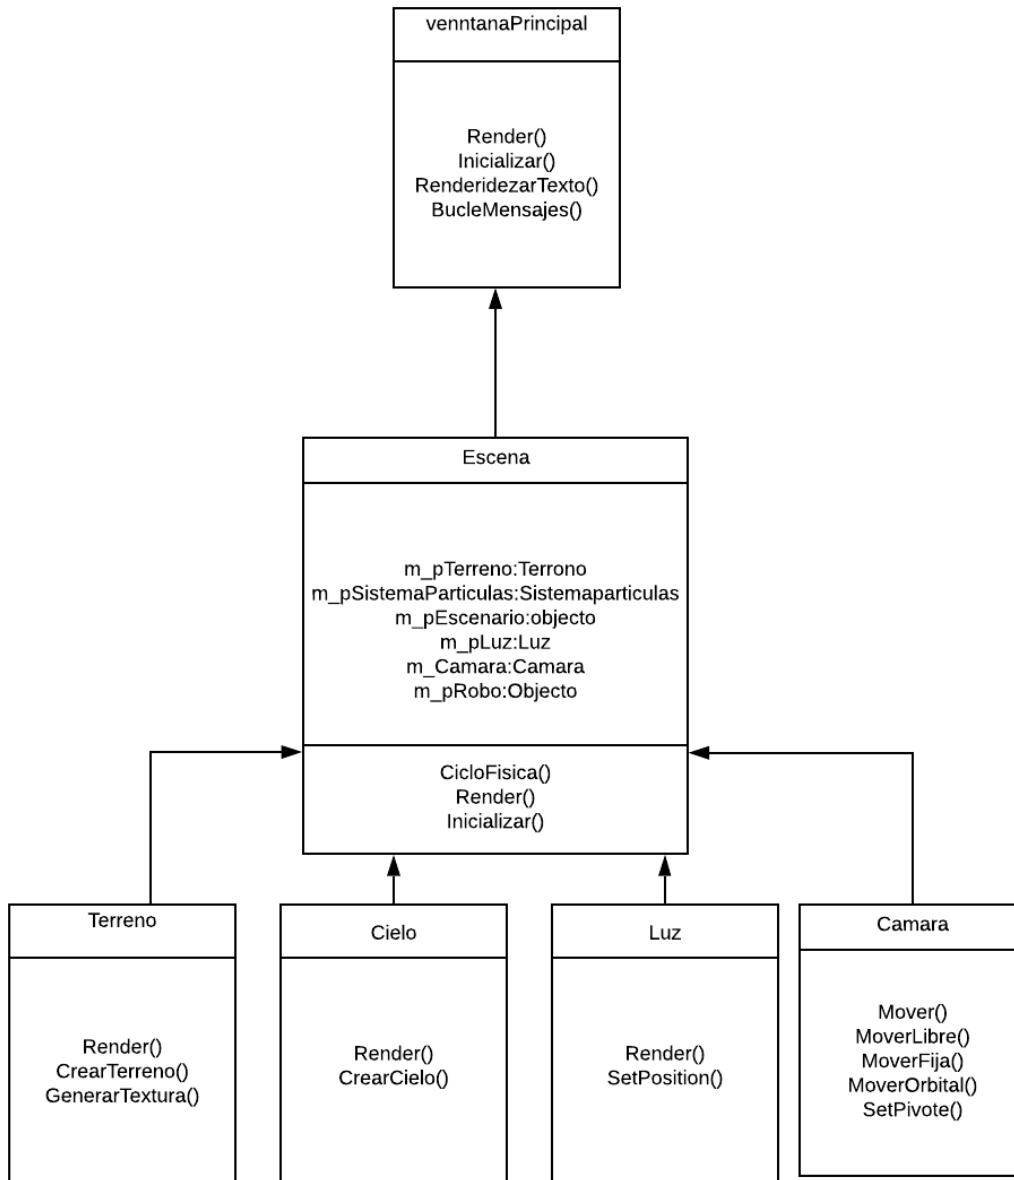 venntanaPrincipal
Render()
Inicializar()
RenderidezarTexto()
BucleMensajes()
Escena
m_pTerreno:Terrono
m_pSistemaParticulas:Sistemaparticulas
m_pEscenario:objecto
m_pLuz:Luz
m_Camara:Camara
m_pRobo:Objecto
CicloFisica()
Render()
Inicializar()
Terreno
Render()
CrearTerreno()
GenerarTextura()
Cielo
Render()
CrearCielo()
Luz
Render()
SetPosition()
Camara
Mover()
MoverLibre()
MoverFija()
MoverOrbital()
SetPivote()